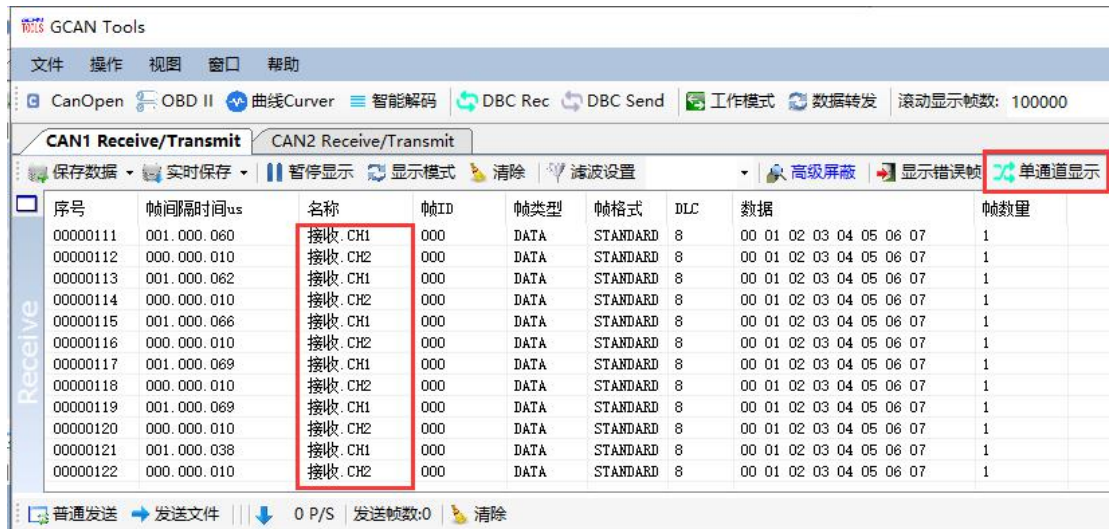 GCAN Tools
文件 操作 视图 窗口 帮助
CanOpen OBD II 曲线Curver 智能解码 DBC Rec DBC Send 工作模式 数据转发 滚动显示帧数: 100000
CAN1 Receive/Transmit CAN2 Receive/Transmit
保存数据 实时保存 暂停显示 显示模式 清除 滤波设置 高级屏蔽 显示错误帧 单通道显示
序号 帧间隔时间us 名称 帧ID 帧类型 帧格式 DLC 数据 帧数量
00000111 001.000.060 接收.CH1 000 DATA STANDARD 8 00 01 02 03 04 05 06 07 1
00000112 000.000.010 接收.CH2 000 DATA STANDARD 8 00 01 02 03 04 05 06 07 1
00000113 001.000.062 接收.CH1 000 DATA STANDARD 8 00 01 02 03 04 05 06 07 1
00000114 000.000.010 接收.CH2 000 DATA STANDARD 8 00 01 02 03 04 05 06 07 1
00000115 001.000.066 接收.CH1 000 DATA STANDARD 8 00 01 02 03 04 05 06 07 1
00000116 000.000.010 接收.CH2 000 DATA STANDARD 8 00 01 02 03 04 05 06 07 1
00000117 001.000.069 接收.CH1 000 DATA STANDARD 8 00 01 02 03 04 05 06 07 1
00000118 000.000.010 接收.CH2 000 DATA STANDARD 8 00 01 02 03 04 05 06 07 1
00000119 001.000.069 接收.CH1 000 DATA STANDARD 8 00 01 02 03 04 05 06 07 1
00000120 000.000.010 接收.CH2 000 DATA STANDARD 8 00 01 02 03 04 05 06 07 1
00000121 001.000.038 接收.CH1 000 DATA STANDARD 8 00 01 02 03 04 05 06 07 1
00000122 000.000.010 接收.CH2 000 DATA STANDARD 8 00 01 02 03 04 05 06 07 1
Receive
普通发送 发送文件 0 P/S 发送帧数:0 清除